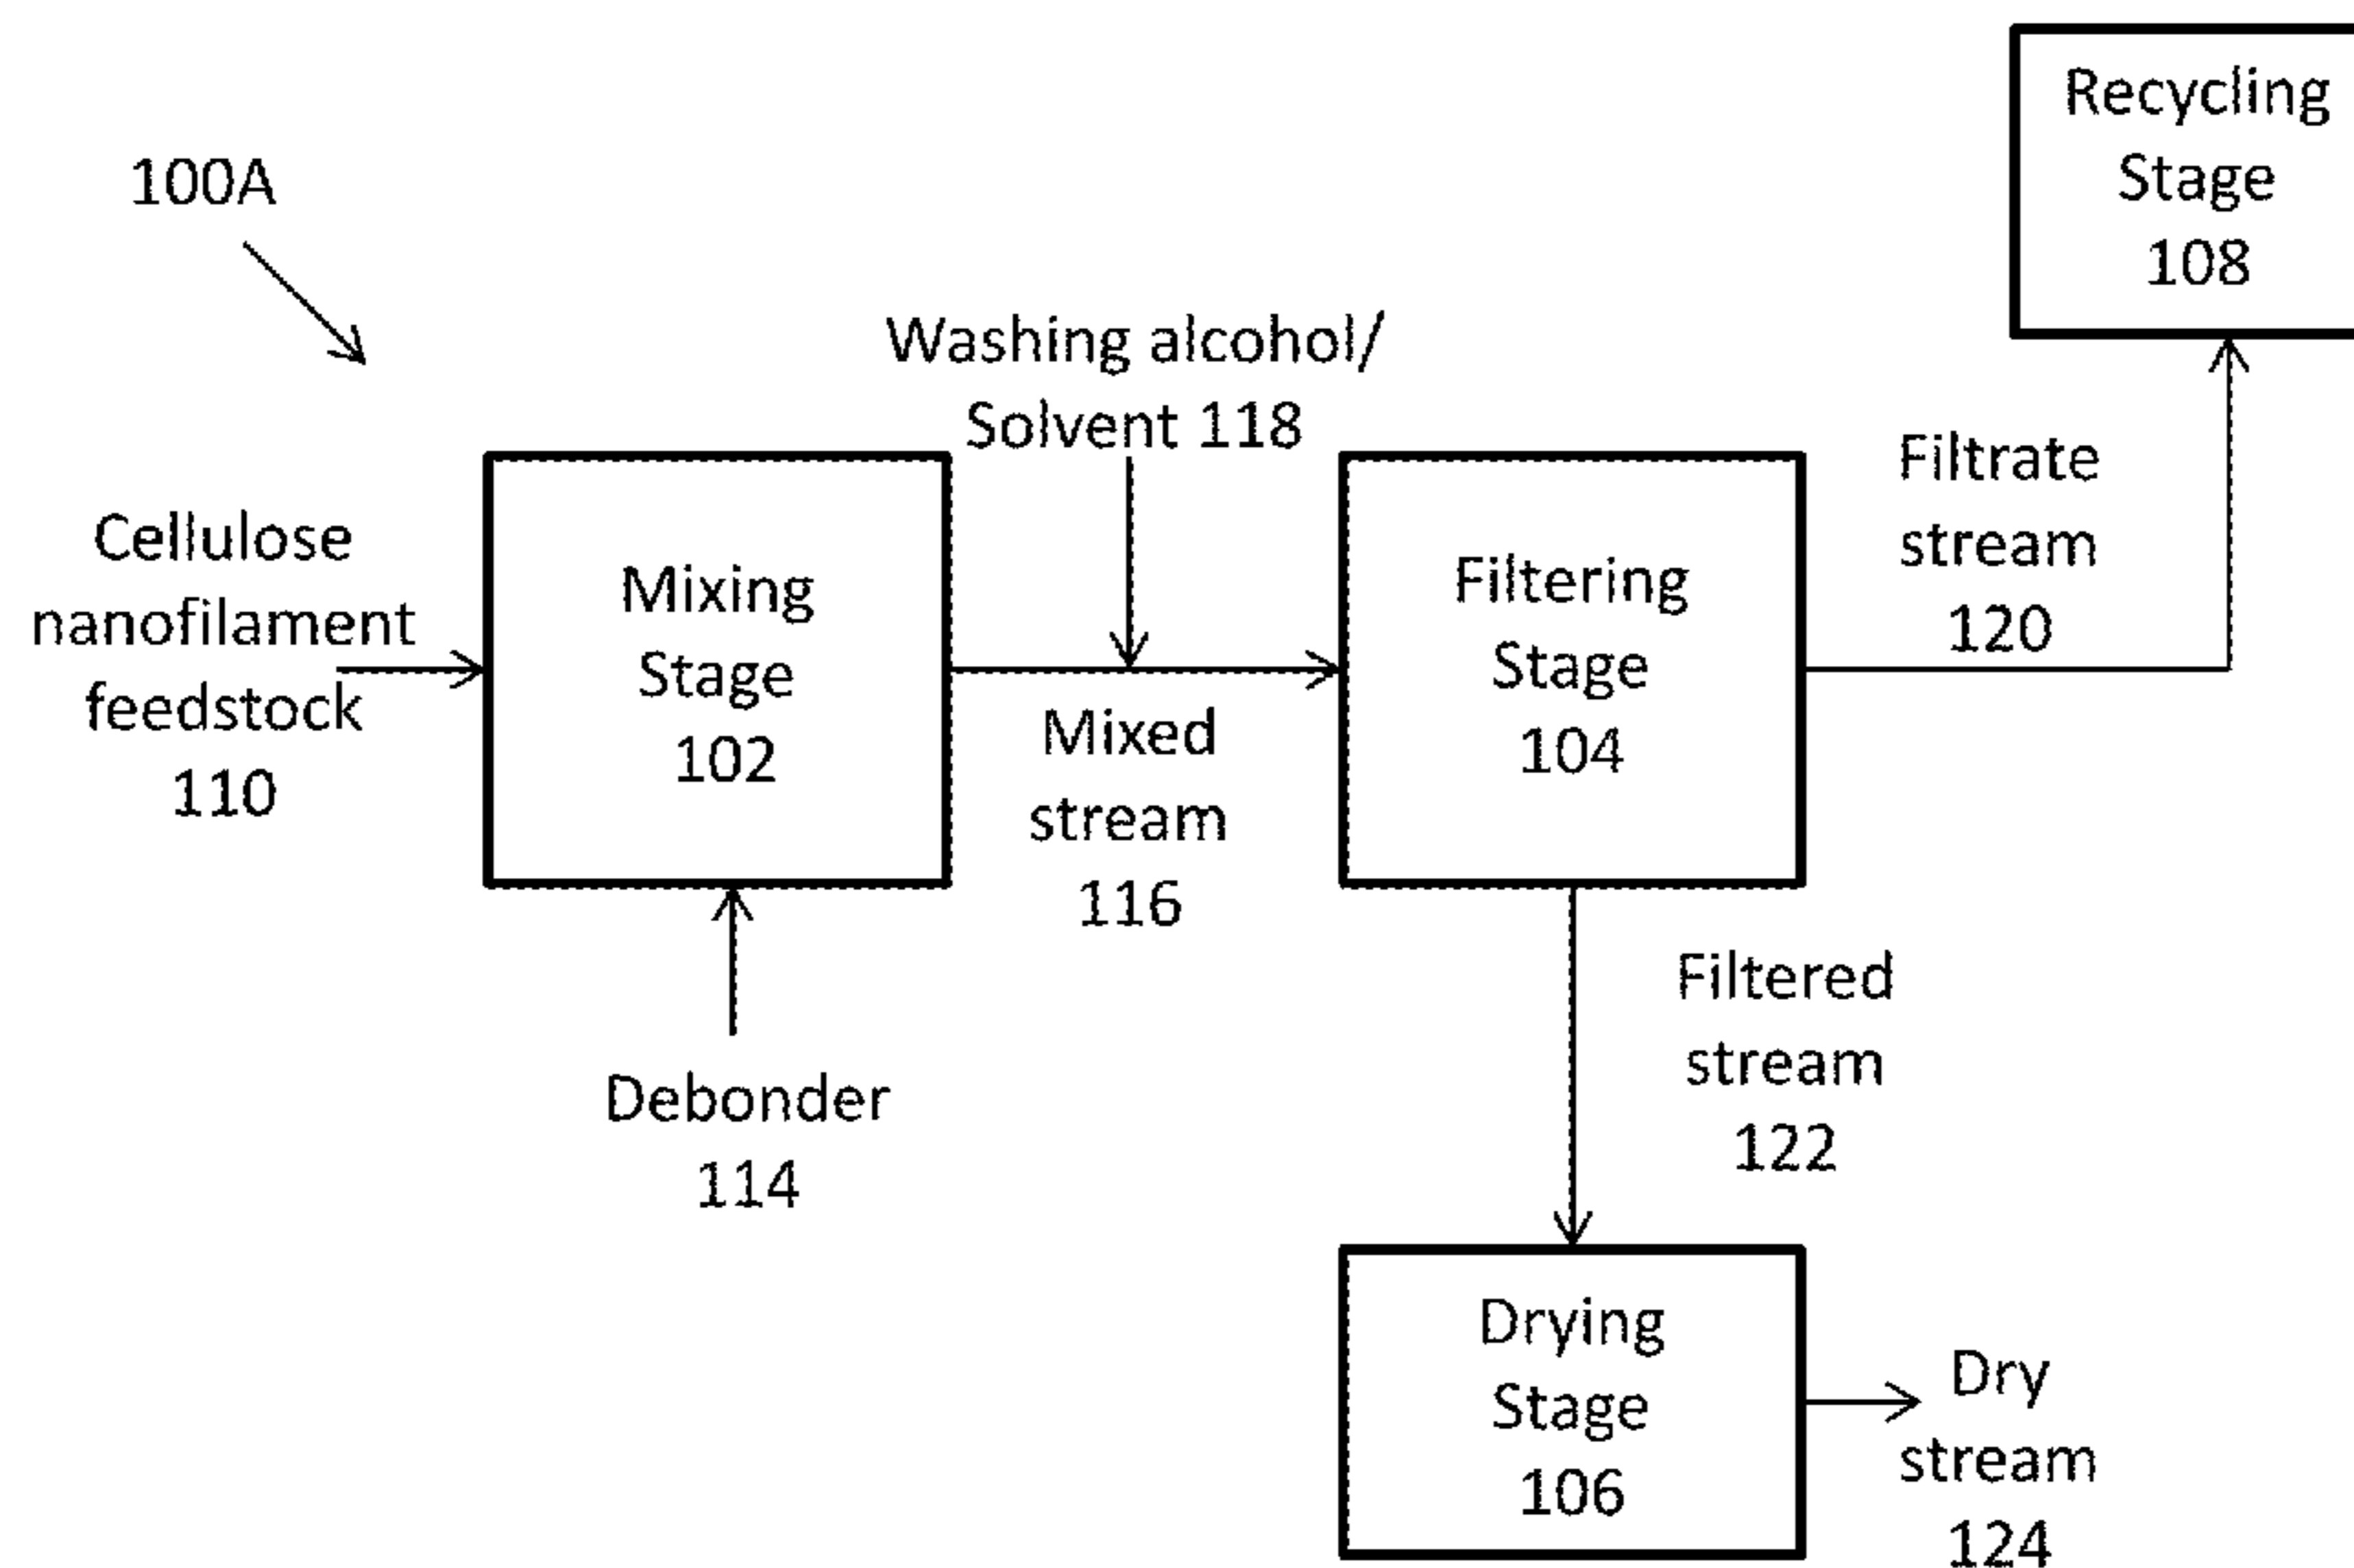 Recycling
Stage
108
100A
Washing alcohol/
Solvent 118
Cellulose
nanofilament
feedstock
110
Mixing
Stage
102
Mixed
stream
116
Filtering
Stage
104
Filtrate
stream
120
Debonder
114
Filtered
stream
122
Drying
Stage
106
Dry
stream
124